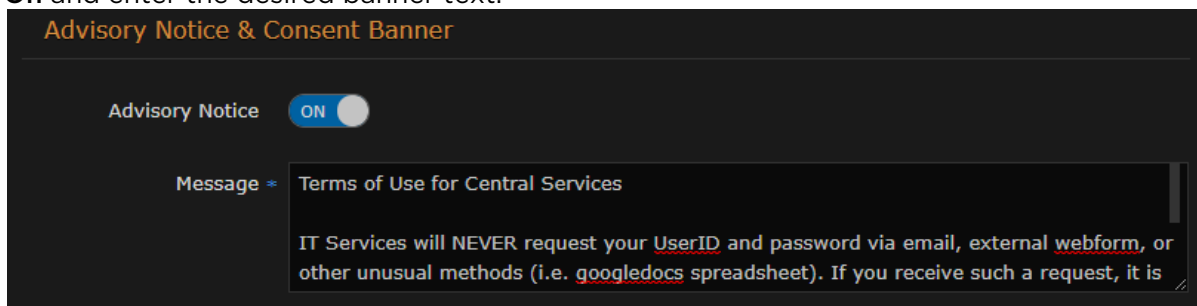 On and enter the desired banner text.
Advisory Notice & Consent Banner
Advisory Notice ON
Message * Terms of Use for Central Services
IT Services will NEVER request your UserID and password via email, external webform, or
other unusual methods (i.e. googledocs spreadsheet). If you receive such a request, it is